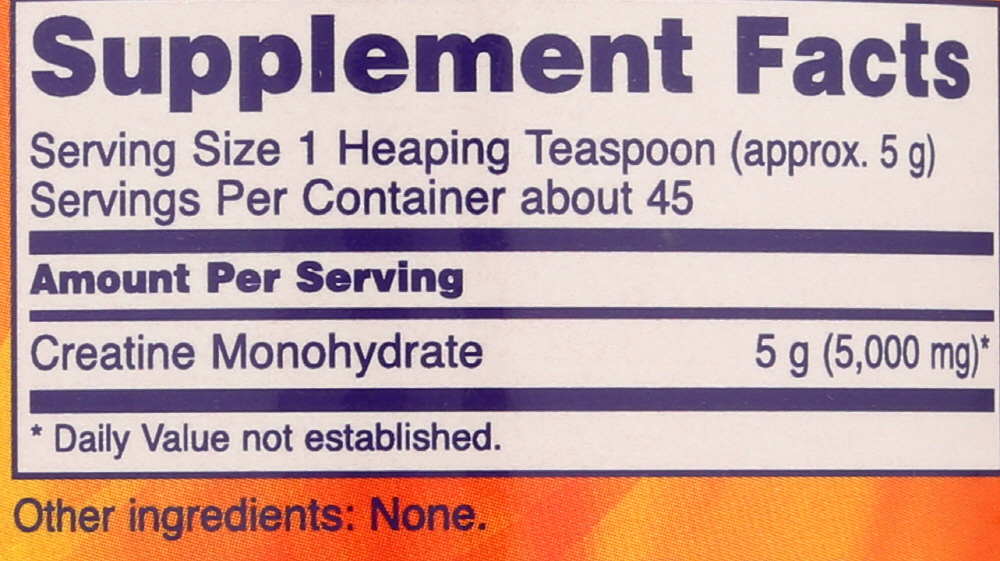 Supplement Facts
Serving Size 1 Heaping Teaspoon (approx. 5 g)
Servings Per Container about 45
Amount Per Serving
Creatine Monohydrate 5 g (5,000 mg)*
* Daily Value not established.
Other ingredients: None.